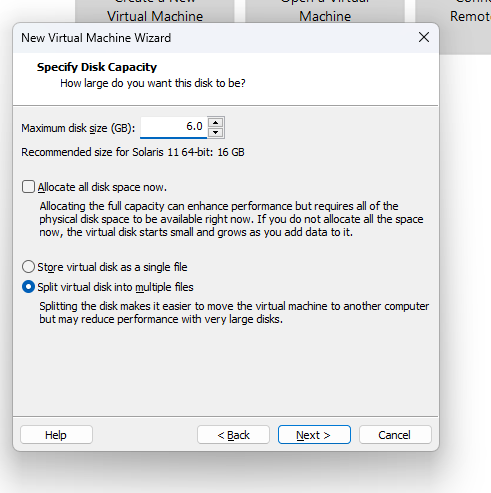 Create a New Open a Virtual
Virtual Machine Machine Remot
New Virtual Machine Wizard
Specify Disk Capacity
How large do you want this disk to be?
Maximum disk size (GB): 6.0
Recommended size for Solaris 11 64-bit: 16 GB
Allocate all disk space now.
Allocating the full capacity can enhance performance but requires all of the
physical disk space to be available right now. If you do not allocate all the space
now, the virtual disk starts small and grows as you add data to it.
Store virtual disk as a single file
Split virtual disk into multiple files
Splitting the disk makes it easier to move the virtual machine to another computer
but may reduce performance with very large disks.
Help < Back Next > Cancel